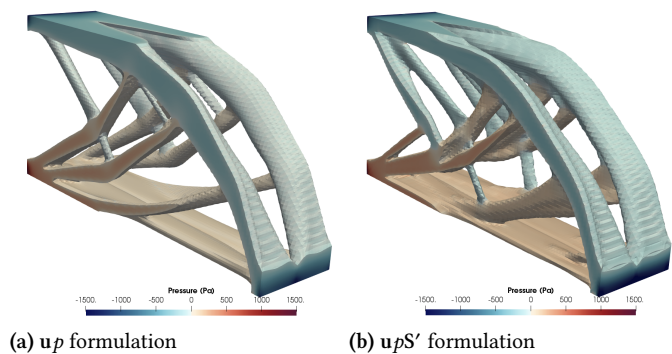 Pressure (Pa)
-1500. -1000 -500 0 500 1000 1500.
Pressure (Pa)
-1500. -1000 -500 0 500 1000 1500.
(a) up formulation
(b) upS′ formulation